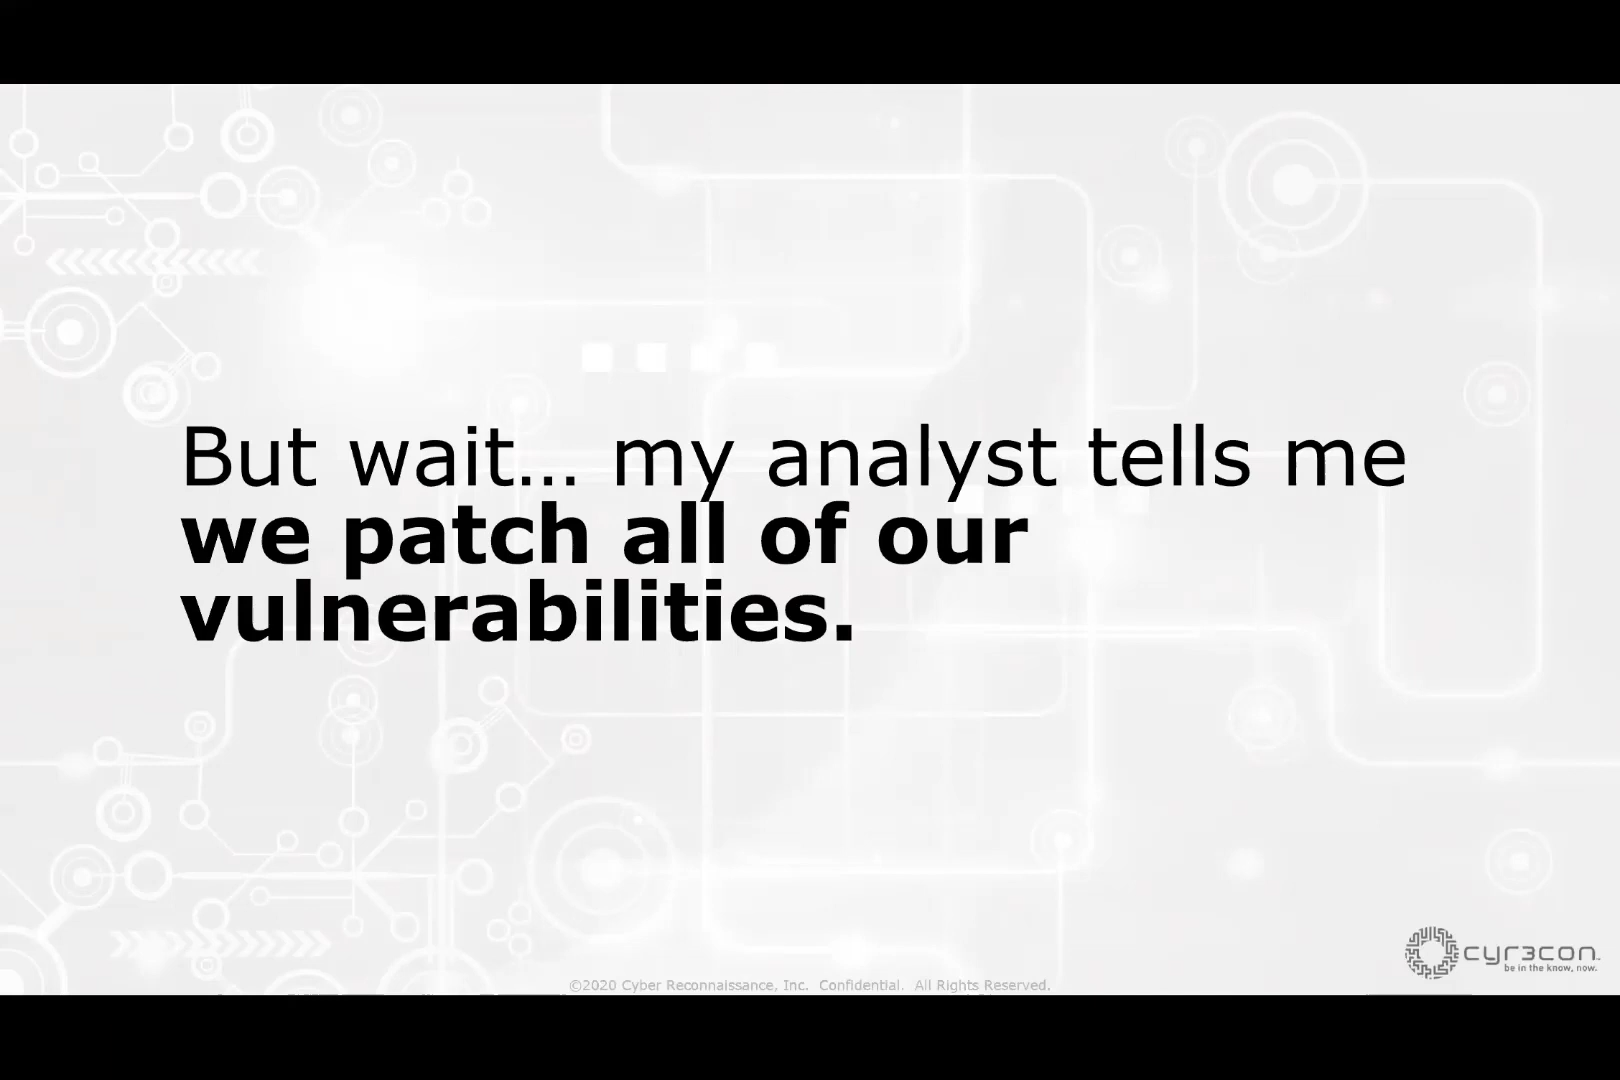 But wait… my analyst tells me
we patch all of our
vulnerabilities.
cyr3con™
be in the know, now.
©2020 Cyber Reconnaissance, Inc. Confidential. All Rights Reserved.